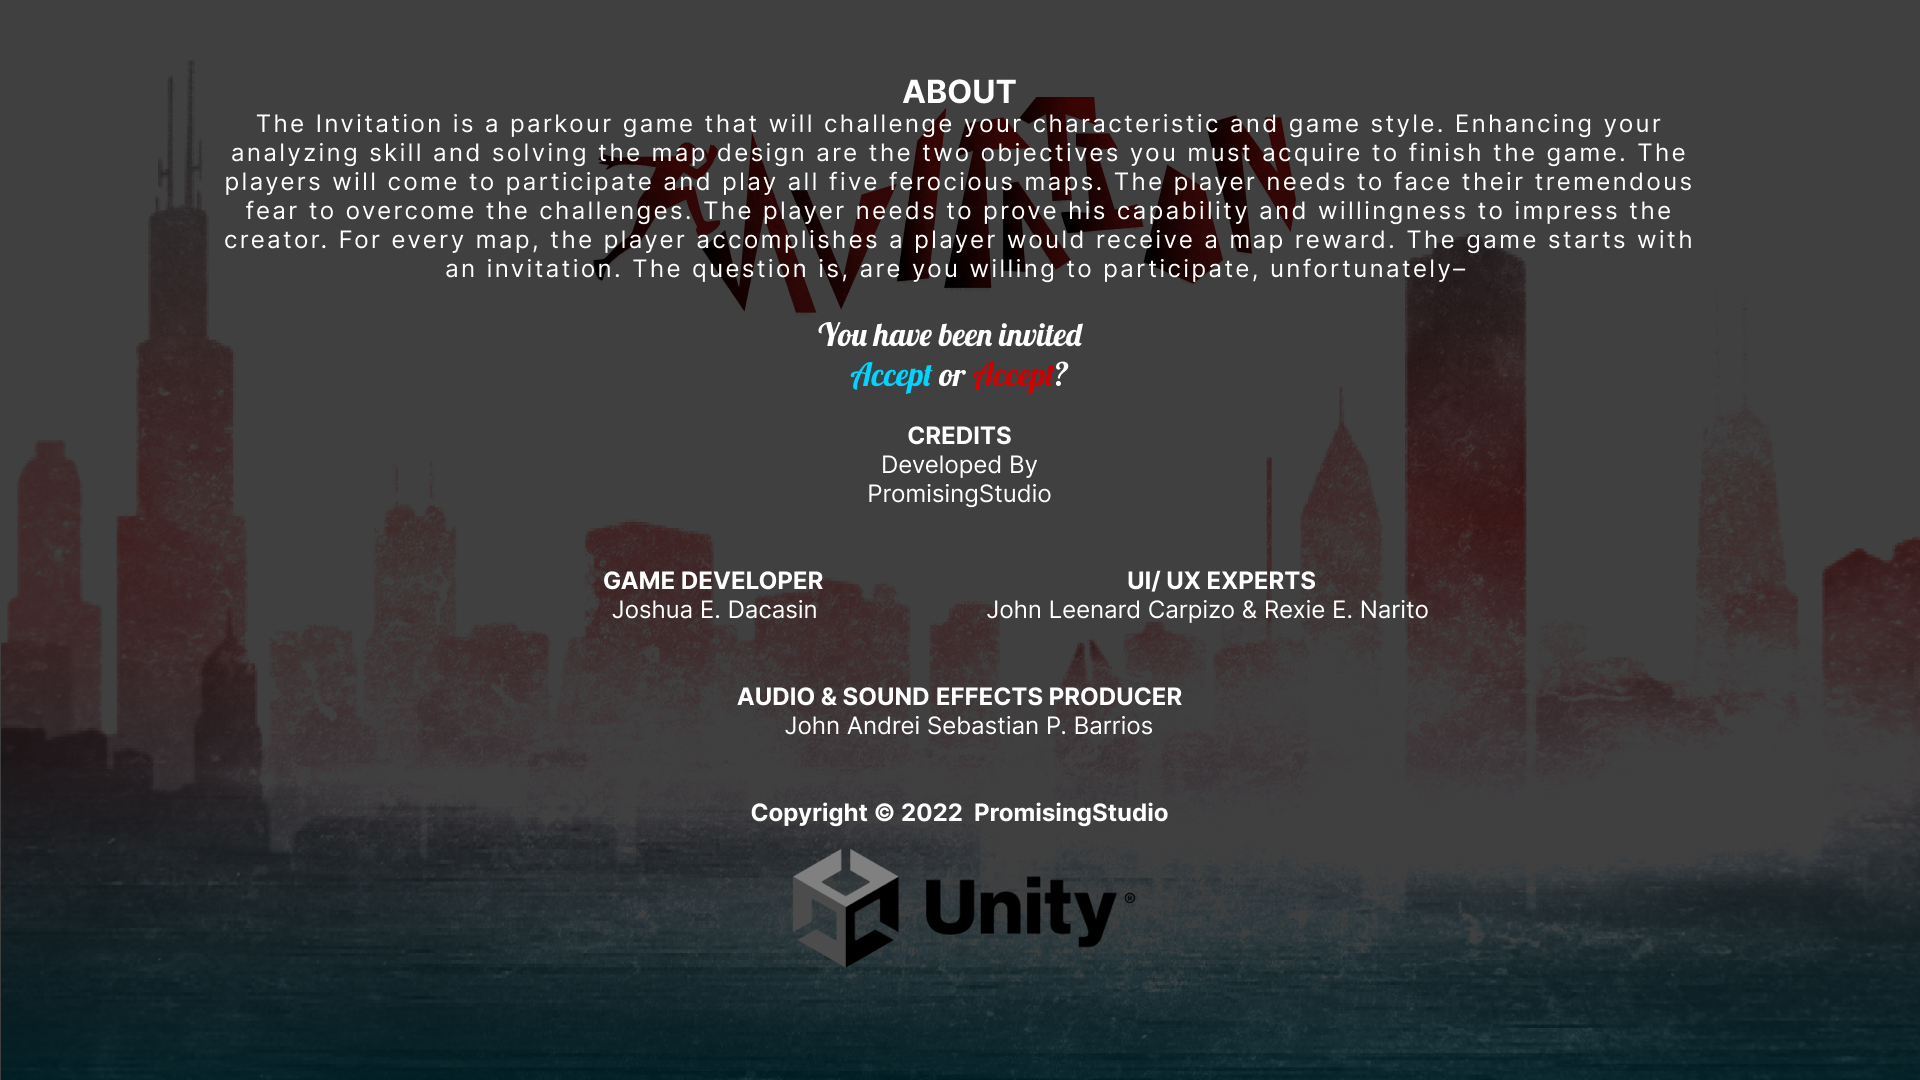 ABOUT
The Invitation is a parkour game that will challenge your characteristic and game style. Enhancing your
analyzing skill and solving the map design are the two objectives you must acquire to finish the game. The
players will come to participate and play all five ferocious maps. The player needs to face their tremendous
fear to overcome the challenges. The player needs to prove his capability and willingness to impress the
creator. For every map, the player accomplishes a player would receive a map reward. The game starts with
an invitation. The question is, are you willing to participate, unfortunately–
You have been invited
Accept or Accept?
CREDITS
Developed By
PromisingStudio
GAME DEVELOPER
Joshua E. Dacasin
UI/ UX EXPERTS
John Leenard Carpizo & Rexie E. Narito
AUDIO & SOUND EFFECTS PRODUCER
John Andrei Sebastian P. Barrios
Copyright © 2022 PromisingStudio
Unity®